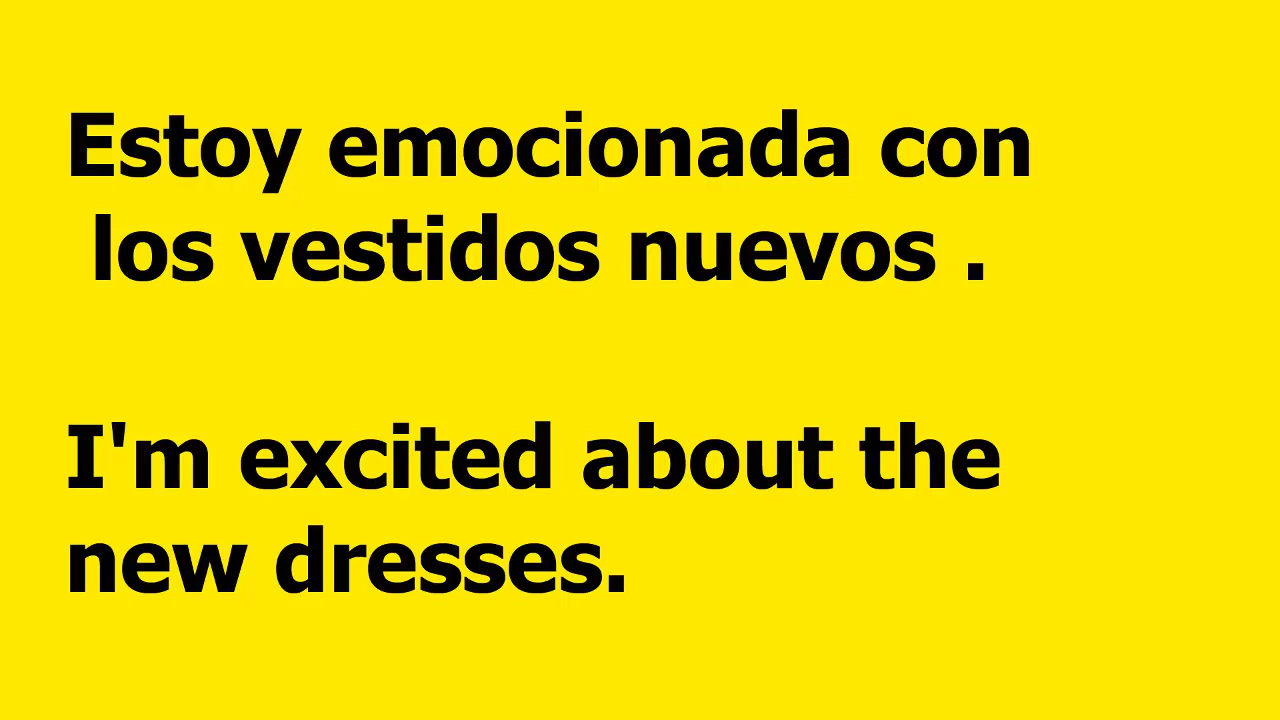 Estoy emocionada con
los vestidos nuevos .
I'm excited about the
new dresses.